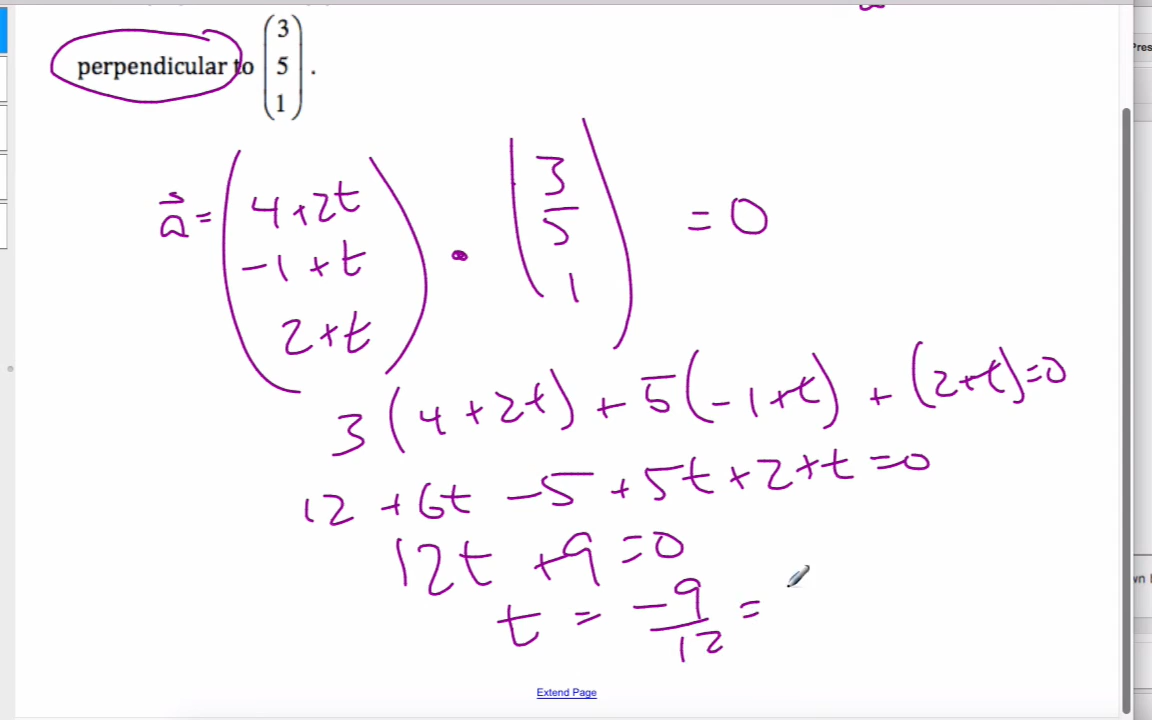 3
perpendicular to 5 .
1
a = ( 4 + 2t ) · ( 3 ) = 0
-1 + t 5
2 + t 1
3 (4 + 2t) + 5 (-1 + t) + (2 + t) = 0
12 + 6t - 5 + 5t + 2 + t = 0
12t + 9 = 0
t = -9/12 =
Extend Page